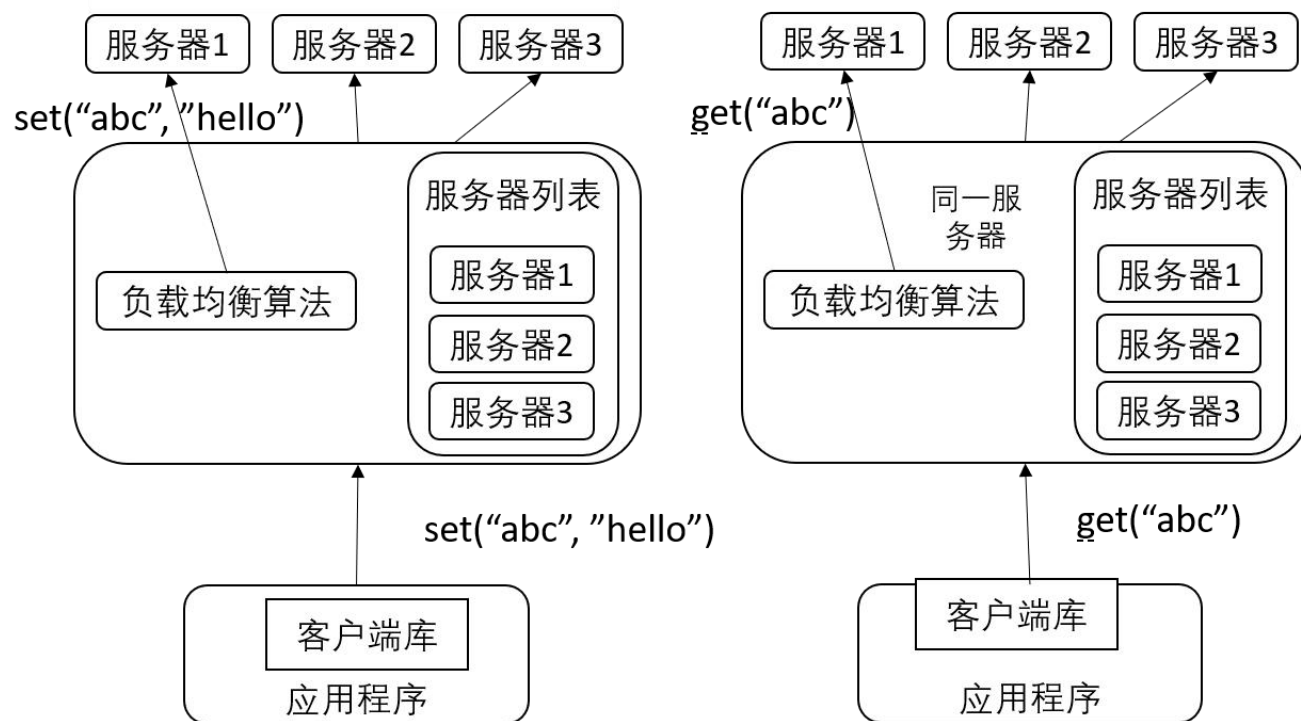 服务器1
服务器2
服务器3
set(“abc”, ”hello”)
服务器列表
服务器1
负载均衡算法
服务器2
服务器3
set(“abc”, ”hello”)
客户端库
应用程序
服务器1
服务器2
服务器3
get(“abc”)
同一服
务器
服务器列表
服务器1
负载均衡算法
服务器2
服务器3
get(“abc”)
客户端库
应用程序